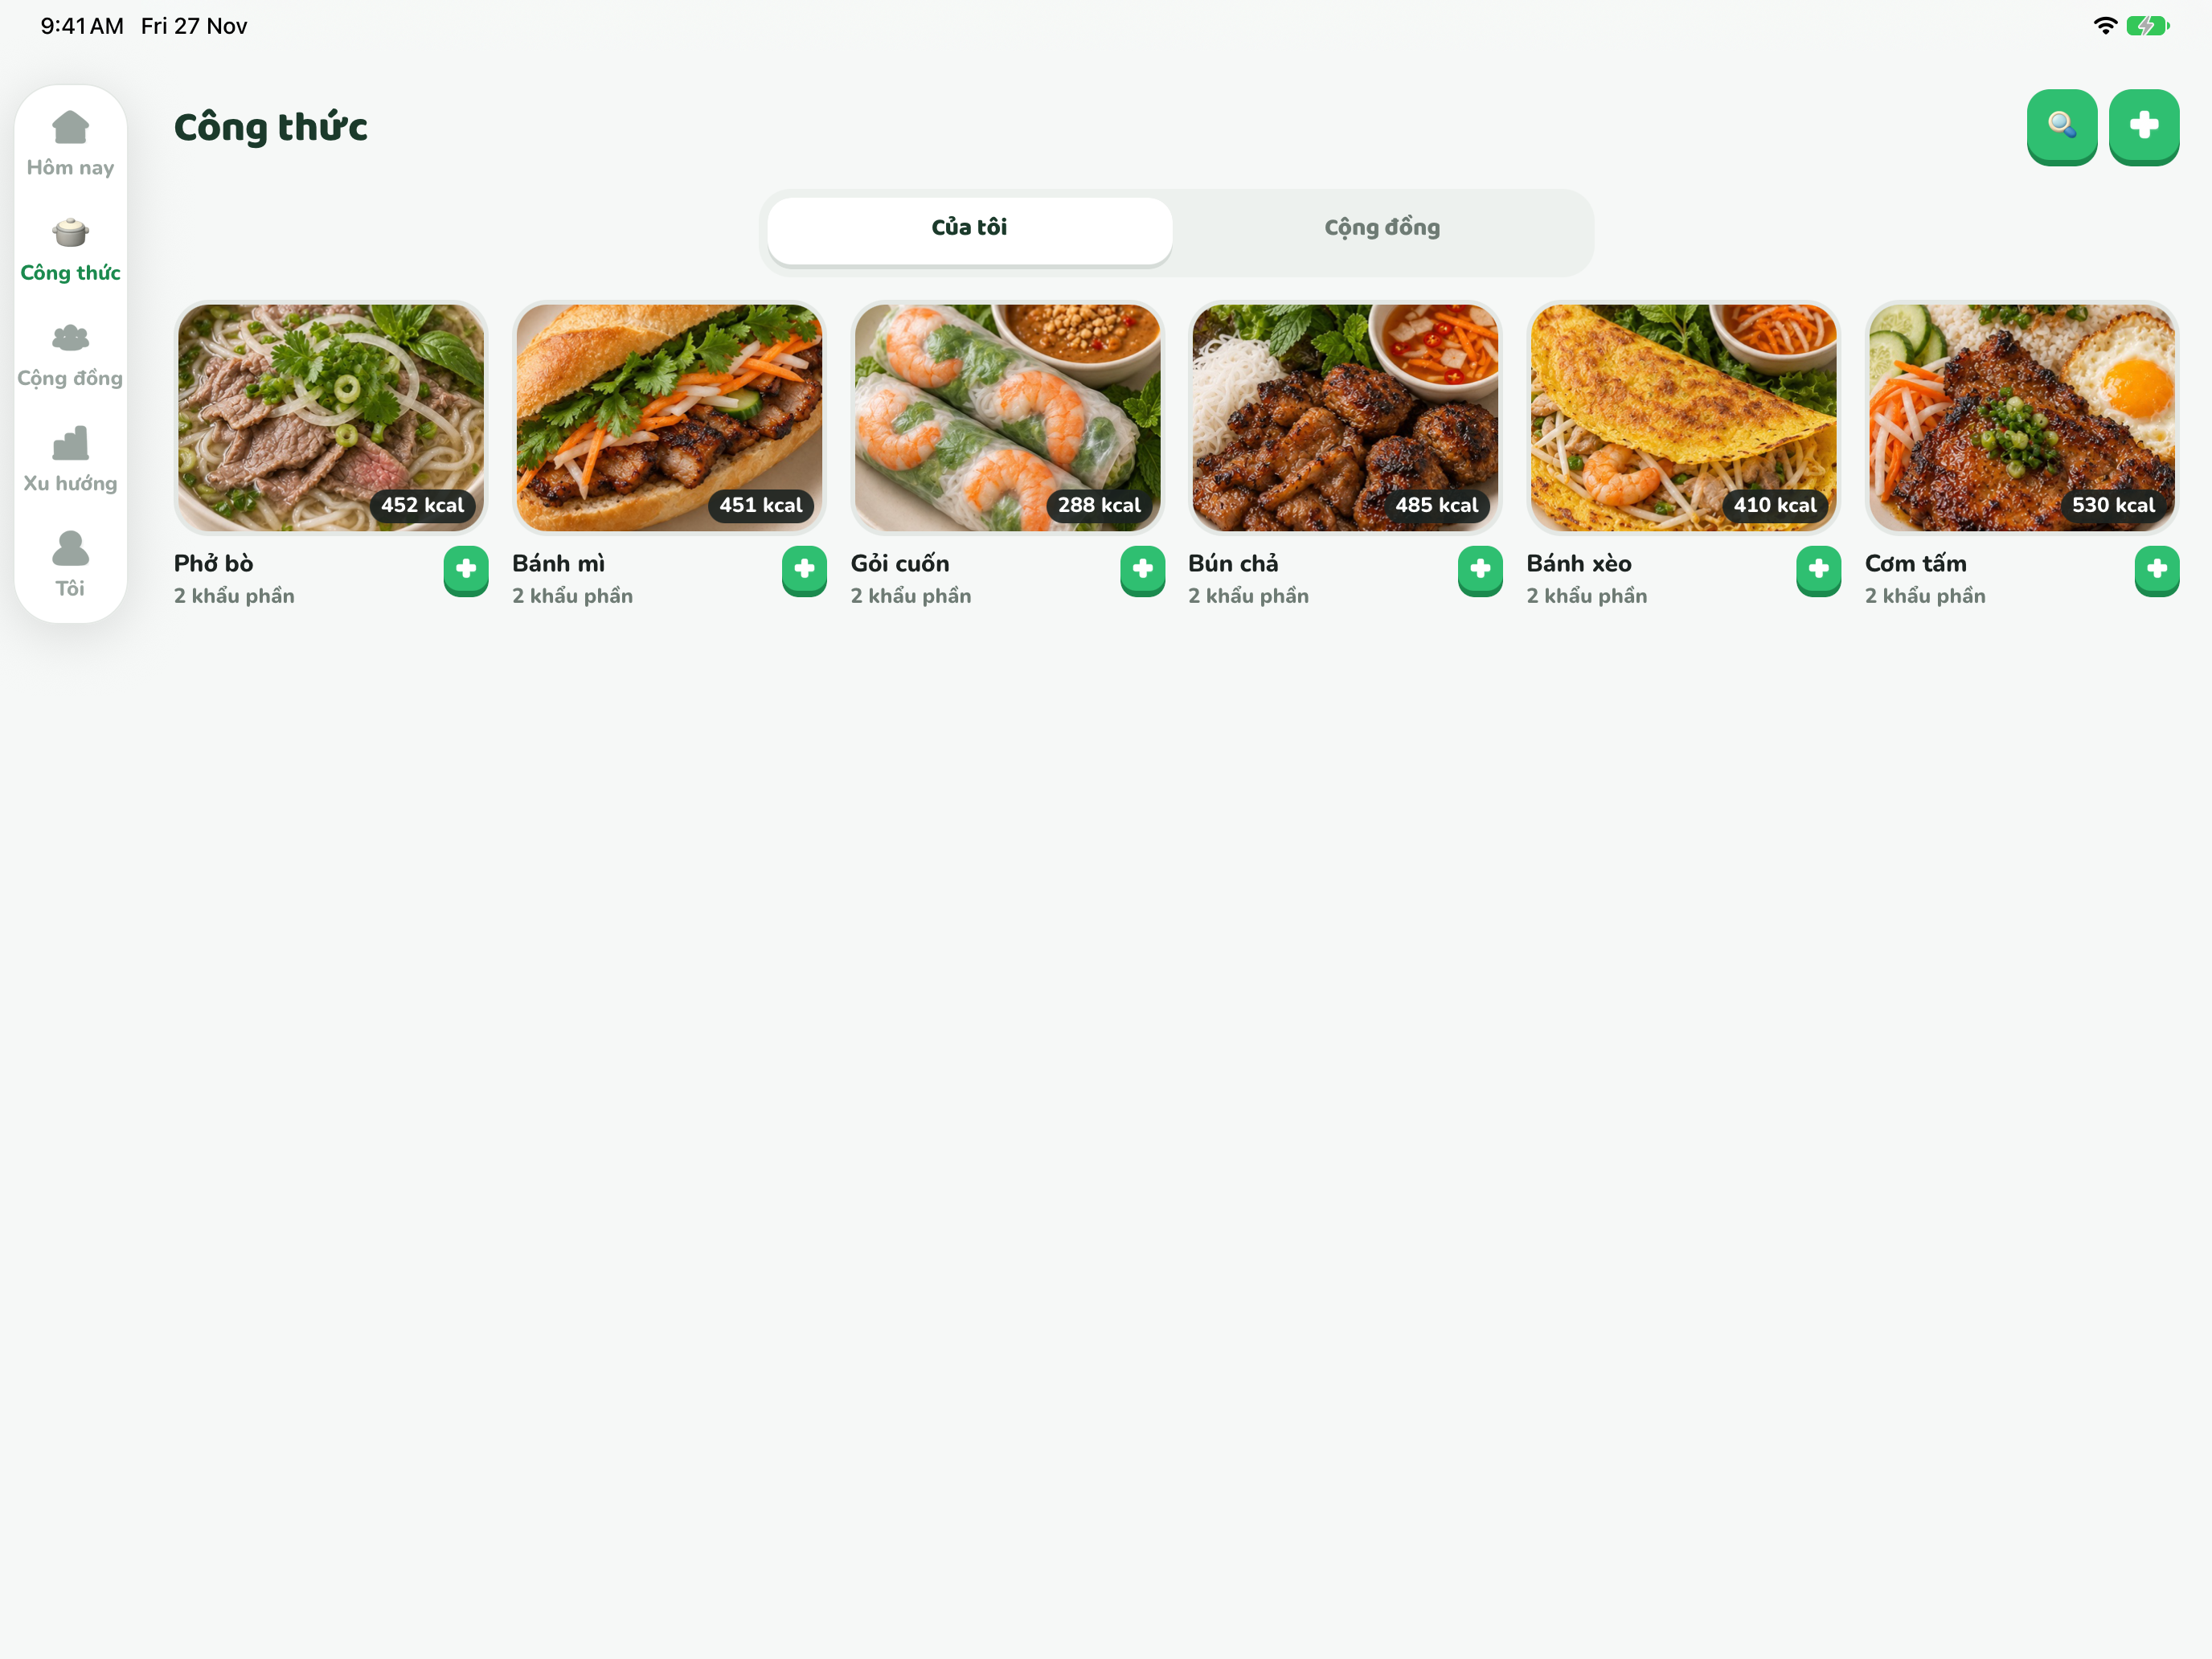 9:41 AM Fri 27 Nov
Hôm nay
Công thức
Cộng đồng
Xu hướng
Tôi
Công thức
Của tôi
Cộng đồng
452 kcal
451 kcal
288 kcal
485 kcal
410 kcal
530 kcal
Phở bò
2 khẩu phần
Bánh mì
2 khẩu phần
Gỏi cuốn
2 khẩu phần
Bún chả
2 khẩu phần
Bánh xèo
2 khẩu phần
Cơm tấm
2 khẩu phần